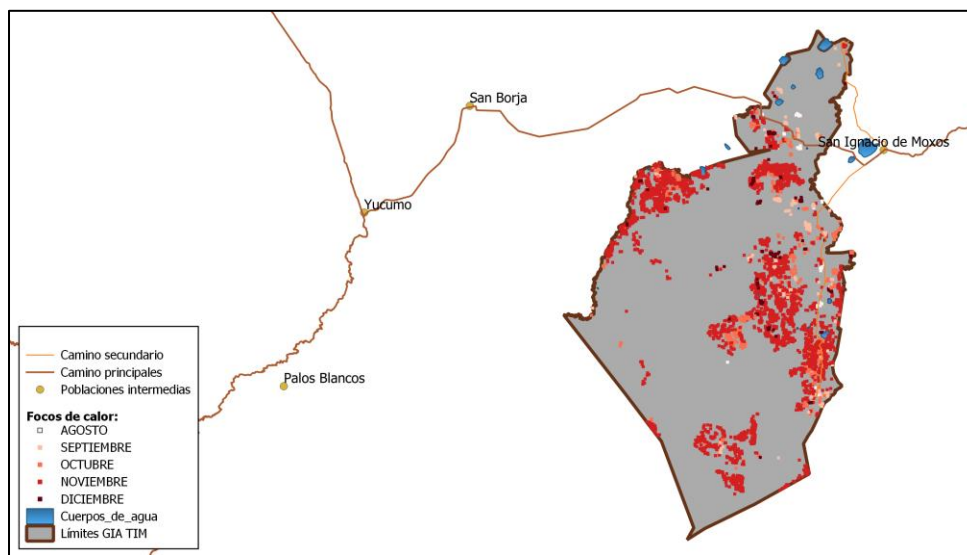 San Borja
San Ignacio de Moxos
Yucumo
Palos Blancos
Camino secundario
Camino principales
Poblaciones intermedias
Focos de calor:
AGOSTO
SEPTIEMBRE
OCTUBRE
NOVIEMBRE
DICIEMBRE
Cuerpos_de_agua
Límites GIA TIM